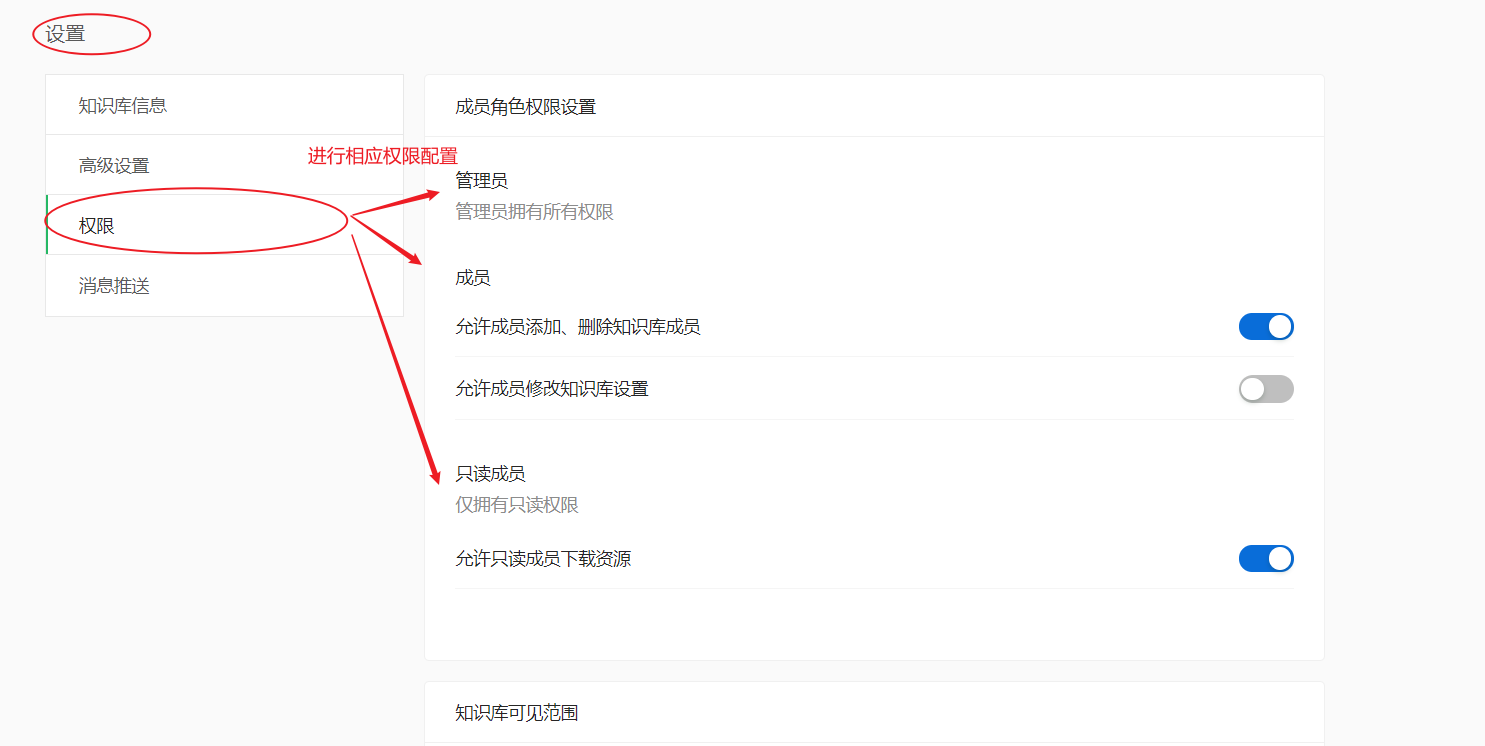 设置
知识库信息
高级设置
权限
消息推送
进行相应权限配置
成员角色权限设置
管理员
管理员拥有所有权限
成员
允许成员添加、删除知识库成员
允许成员修改知识库设置
只读成员
仅拥有只读权限
允许只读成员下载资源
知识库可见范围